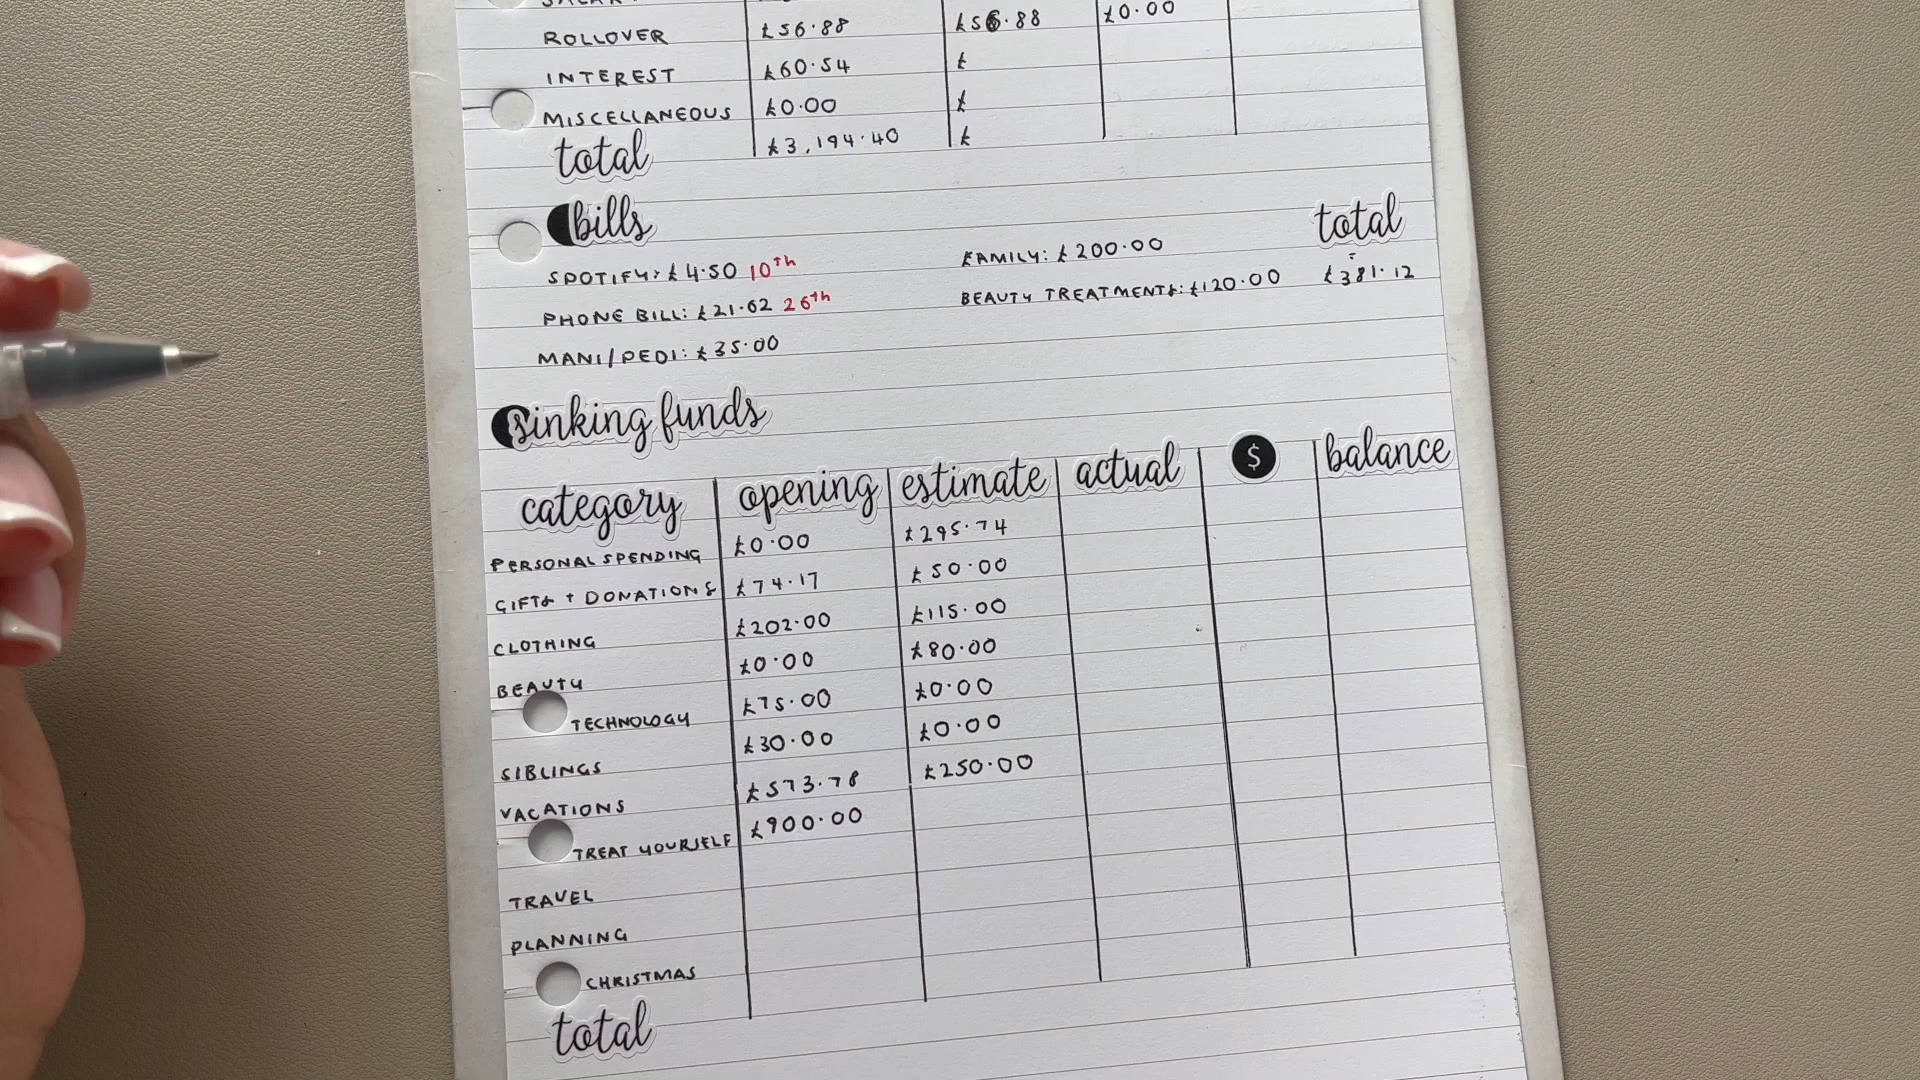 ROLLOVER £56.88 £56.88 £0.00
INTEREST £60.54 £
MISCELLANEOUS £0.00 £
total £3,194.40 £
bills
total
SPOTIFY: £4.50 10th FAMILY: £200.00
PHONE BILL: £21.62 26th BEAUTY TREATMENTS: £120.00 £381.12
MANI/PEDI: £35.00
sinking funds
category opening estimate actual $ balance
PERSONAL SPENDING £0.00 £295.74
GIFTS + DONATIONS £74.17 £50.00
CLOTHING £202.00 £115.00
BEAUTY £0.00 £80.00
TECHNOLOGY £75.00 £0.00
SIBLINGS £30.00 £0.00
VACATIONS £573.78 £250.00
TREAT YOURSELF £900.00
TRAVEL
PLANNING
CHRISTMAS
total